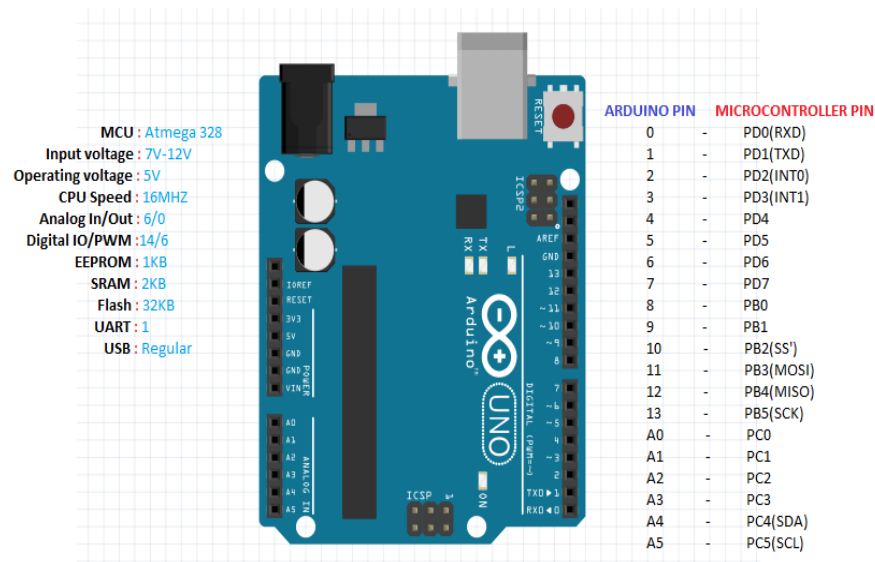 MCU : Atmega 328
Input voltage : 7V-12V
Operating voltage : 5V
CPU Speed : 16MHZ
Analog In/Out : 6/0
Digital IO/PWM :14/6
EEPROM : 1KB
SRAM : 2KB
Flash : 32KB
UART : 1
USB : Regular
RESET
ICSP2
AREF
GND
13
12
~11
~10
~9
8
7
~6
~5
4
~3
2
TXD▶1
RXD◀0
DIGITAL (PWM=~)
RX
TX
L
Arduino™
UNO
ON
ICSP
1
IOREF
RESET
3V3
5V
GND
GND
VIN
POWER
A0
A1
A2
A3
A4
A5
ANALOG IN
ARDUINO PIN MICROCONTROLLER PIN
0 - PD0(RXD)
1 - PD1(TXD)
2 - PD2(INT0)
3 - PD3(INT1)
4 - PD4
5 - PD5
6 - PD6
7 - PD7
8 - PB0
9 - PB1
10 - PB2(SS')
11 - PB3(MOSI)
12 - PB4(MISO)
13 - PB5(SCK)
A0 - PC0
A1 - PC1
A2 - PC2
A3 - PC3
A4 - PC4(SDA)
A5 - PC5(SCL)